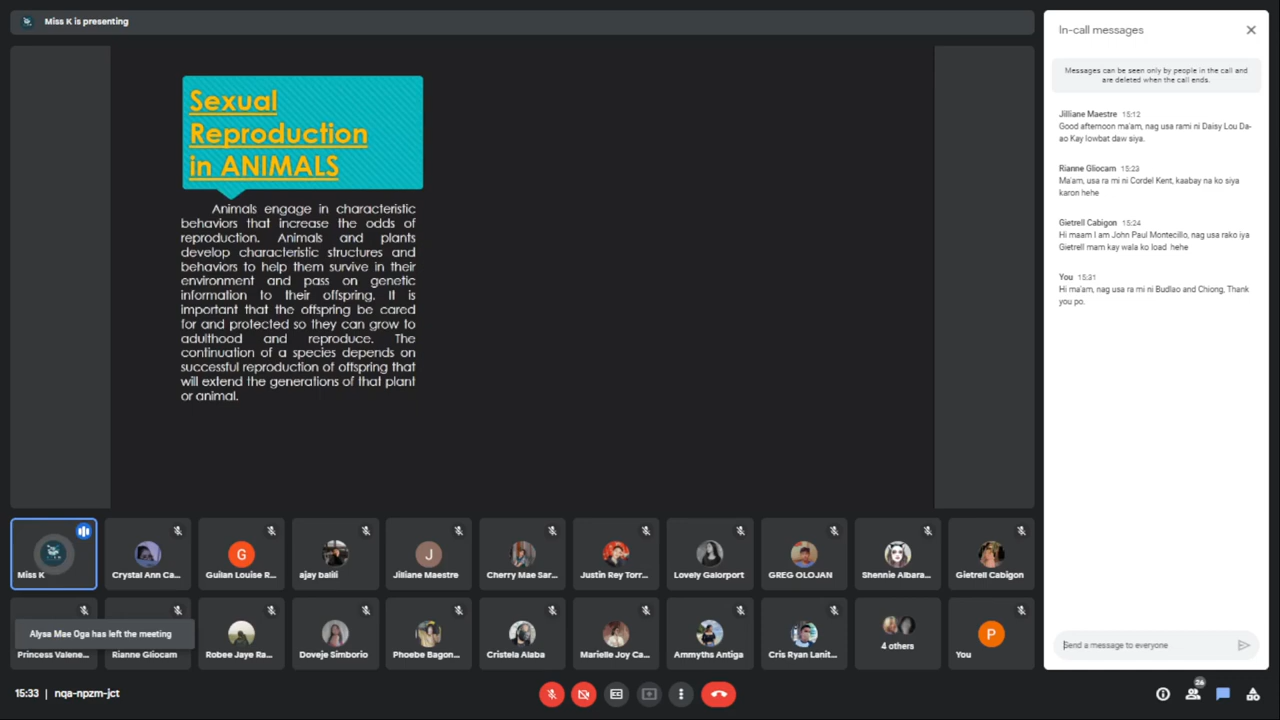 Miss K is presenting
Sexual
Reproduction
in ANIMALS
Animals engage in characteristic
behaviors that increase the odds of
reproduction. Animals and plants
develop characteristic structures and
behaviors to help them survive in their
environment and pass on genetic
information to their offspring. It is
important that the offspring be cared
for and protected so they can grow to
adulthood and reproduce. The
continuation of a species depends on
successful reproduction of offspring that
will extend the generations of that plant
or animal.
In-call messages
Messages can be seen only by people in the call and
are deleted when the call ends.
Jilliane Maestre 15:12
Good afternoon ma'am, nag usa rami ni Daisy Lou Da-
ao Kay lowbat daw siya.
Rianne Gliocam 15:23
Ma'am, usa ra mi ni Cordel Kent, kaabay na ko siya
karon hehe
Gietrell Cabigon 15:24
Hi maam I am John Paul Montecillo, nag usa rako iya
Gietrell mam kay wala ko load hehe
You 15:31
Hi ma'am, nag usa ra mi ni Budlao and Chiong, Thank
you po.
Send a message to everyone
Miss K
Crystal Ann Ca...
G
Guilan Louise R...
ajay balili
J
Jilliane Maestre
Cherry Mae Sar...
Justin Rey Torr...
Lovely Galorport
GREG OLOJAN
Shennie Albara...
Gietrell Cabigon
Alysa Mae Oga has left the meeting
Princess Valene...
Rianne Gliocam
Robee Jaye Ra...
Doveje Simborio
Phoebe Bagon...
Cristela Alaba
Marielle Joy Ca...
Ammyths Antiga
Cris Ryan Lanit...
4 others
P
You
15:33 | nqa-npzm-jct
26